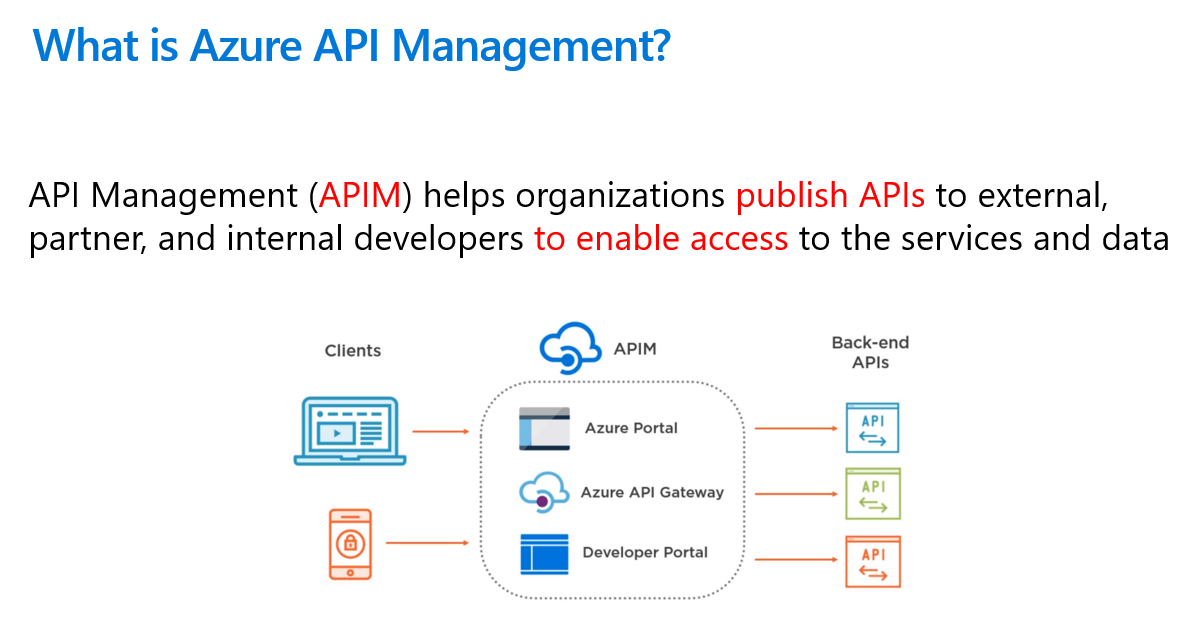 What is Azure API Management?
API Management (APIM) helps organizations publish APIs to external,
partner, and internal developers to enable access to the services and data
Clients
APIM
Back-end
APIs
Azure Portal
API
Azure API Gateway
API
Developer Portal
API